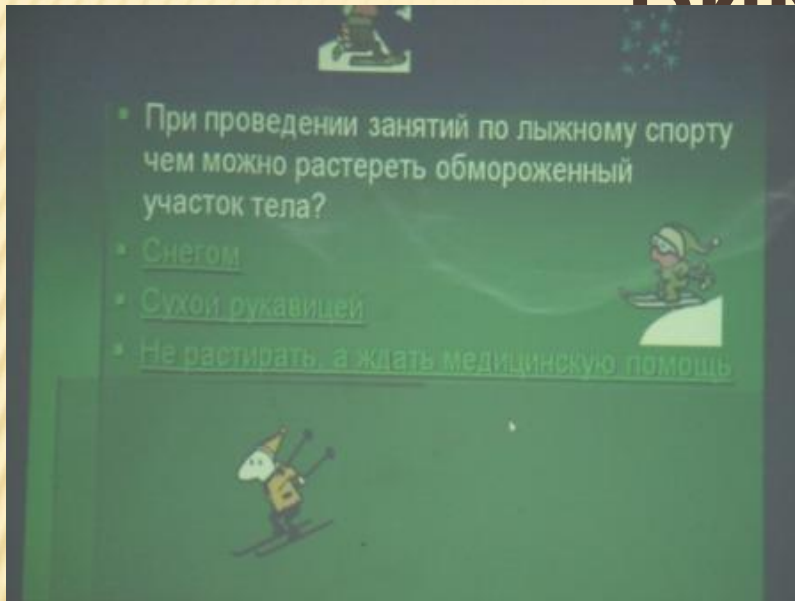 При проведении занятий по лыжному спорту
чем можно растереть обмороженный
участок тела?
Снегом
Сухой рукавицей
Не растирать, а ждать медицинскую помощь